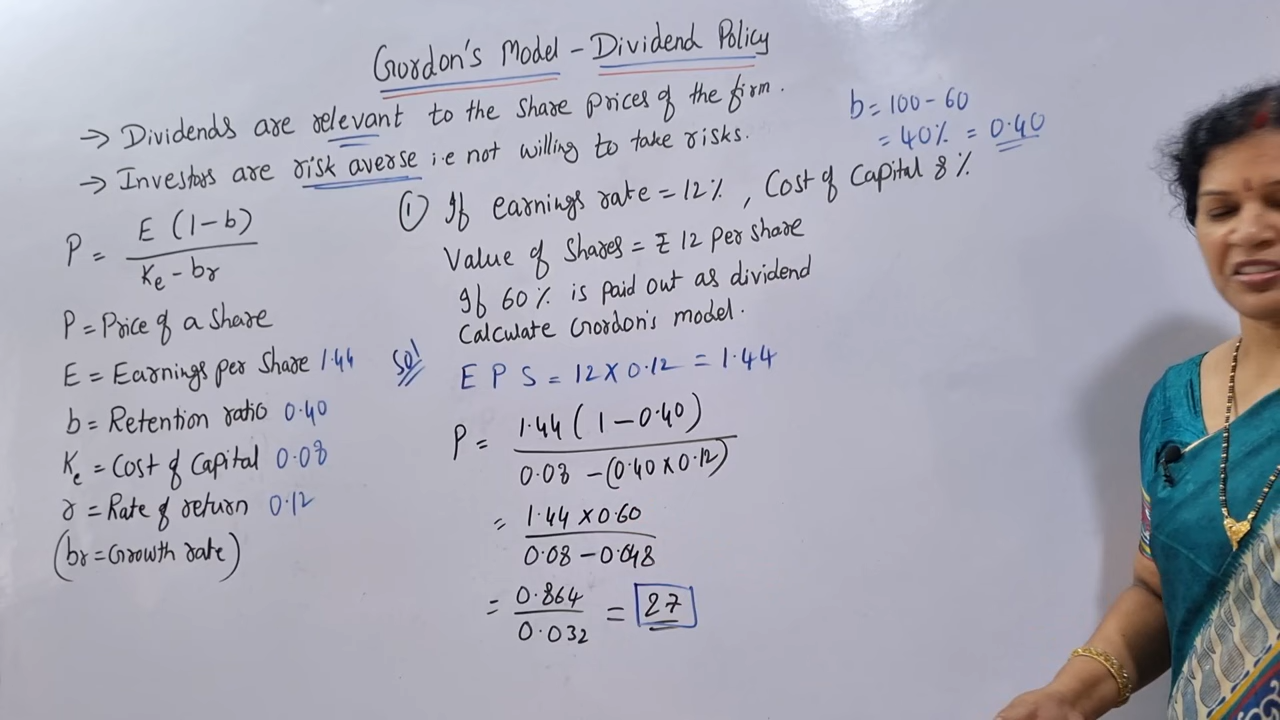 Gordon's Model - Dividend Policy
→ Dividends are relevant to the share prices of the firm.
→ Investors are risk averse i.e not willing to take risks.
b = 100 - 60
= 40% = 0.40
P = E (1-b) / Ke - br
P = Price of a Share
E = Earnings per Share 1.44
b = Retention ratio 0.40
Ke = Cost of Capital 0.08
r = Rate of return 0.12
(br = Growth rate)
① If earnings rate = 12%, Cost of Capital 8%
Value of Shares = ₹ 12 Per share
If 60% is paid out as dividend
Calculate Gordon's model.
Sol
E P S = 12 × 0.12 = 1.44
P = 1.44 ( 1 - 0.40) / 0.08 - (0.40 × 0.12)
= 1.44 × 0.60 / 0.08 - 0.048
= 0.864 / 0.032 = 27